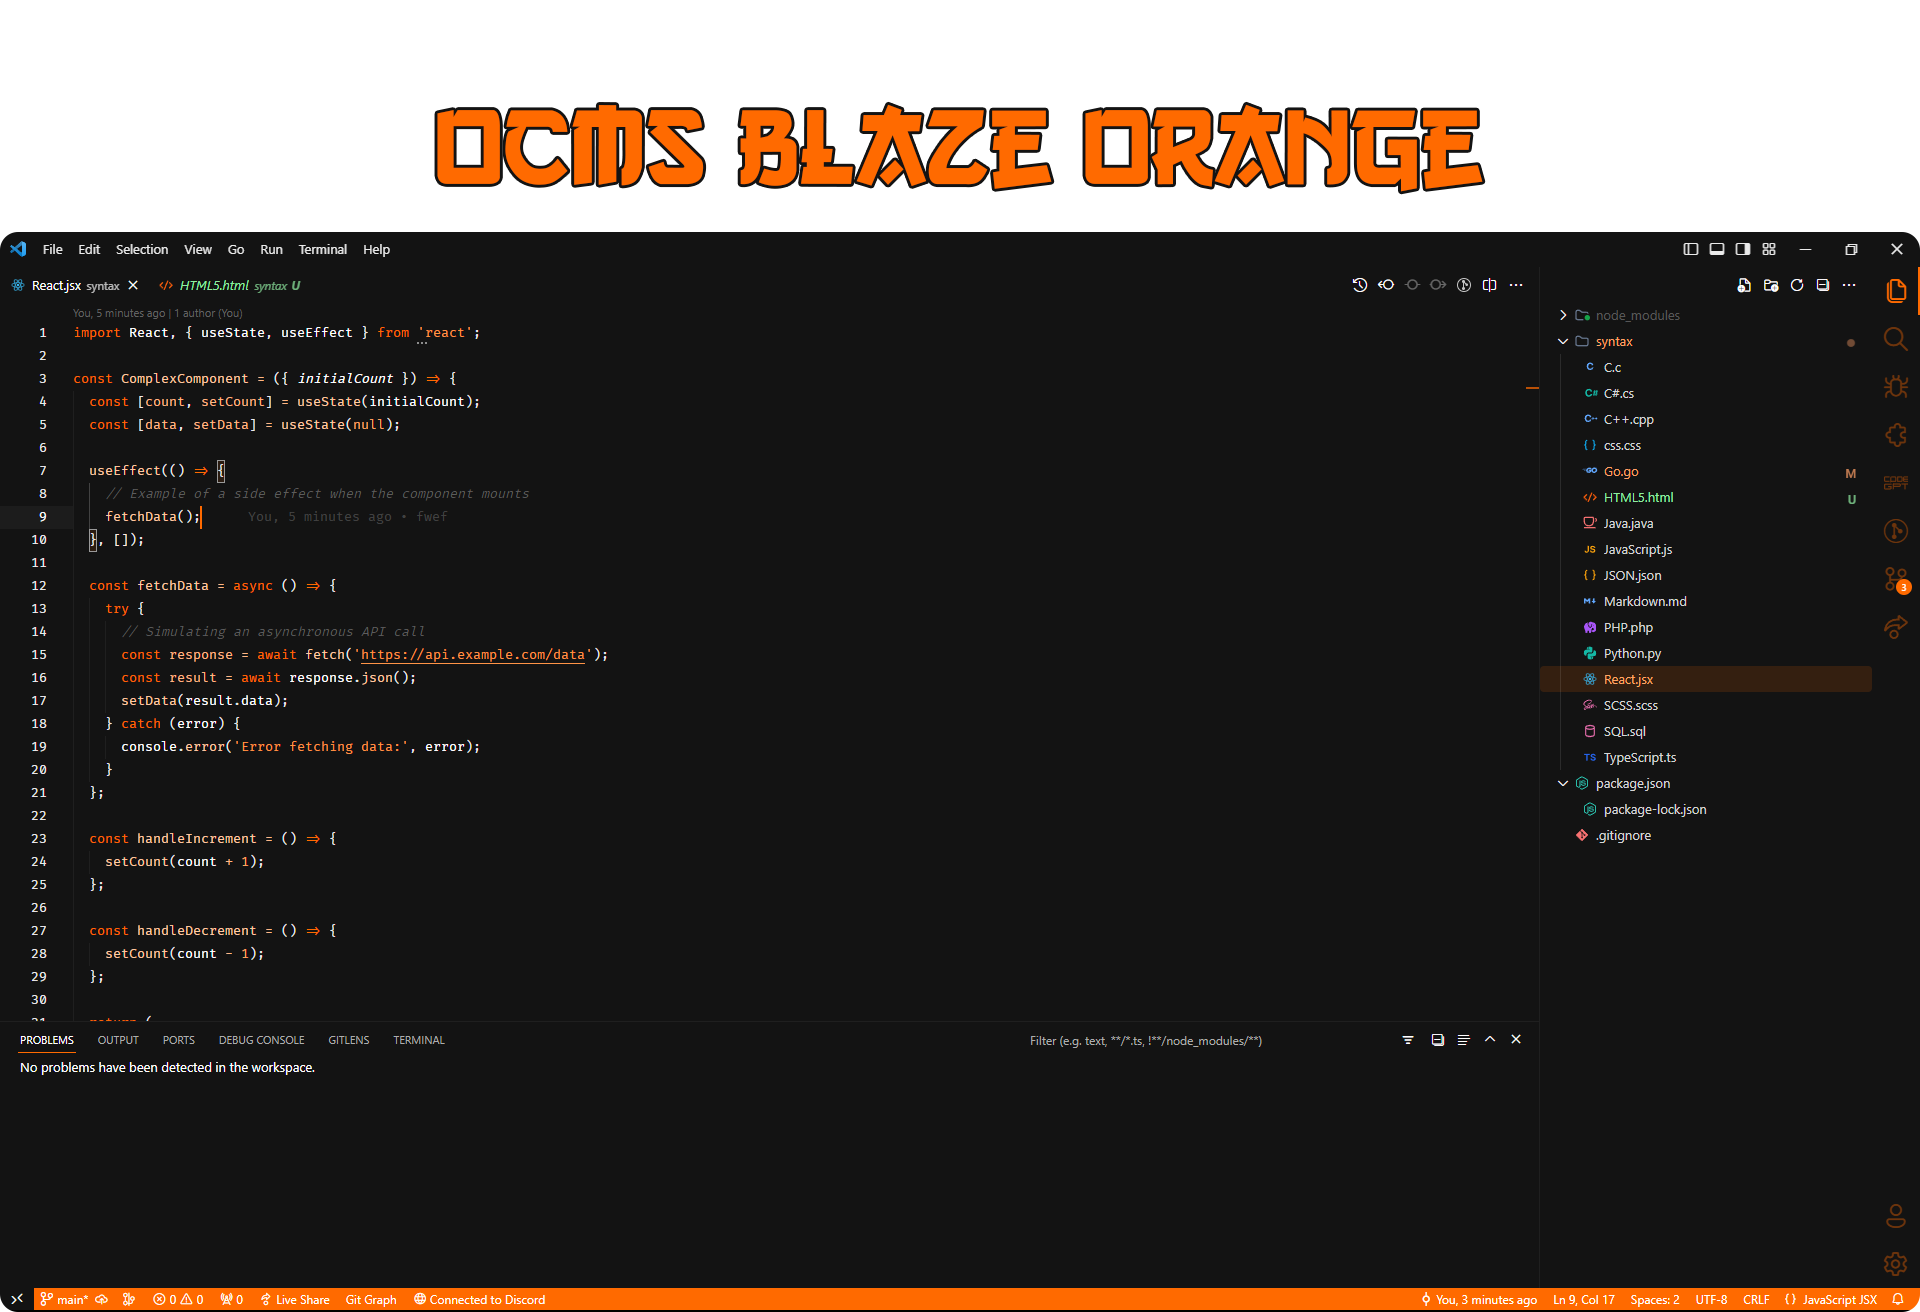 OCMS BLAZE ORANGE
File Edit Selection View Go Run Terminal Help
React.jsx syntax
HTML5.html syntax U
You, 5 minutes ago | 1 author (You)
1 import React, { useState, useEffect } from 'react';
2
3 const ComplexComponent = ({ initialCount }) => {
4 const [count, setCount] = useState(initialCount);
5 const [data, setData] = useState(null);
6
7 useEffect(() => {
8 // Example of a side effect when the component mounts
9 fetchData(); You, 5 minutes ago • fwef
10 }, []);
11
12 const fetchData = async () => {
13 try {
14 // Simulating an asynchronous API call
15 const response = await fetch('https://api.example.com/data');
16 const result = await response.json();
17 setData(result.data);
18 } catch (error) {
19 console.error('Error fetching data:', error);
20 }
21 };
22
23 const handleIncrement = () => {
24 setCount(count + 1);
25 };
26
27 const handleDecrement = () => {
28 setCount(count - 1);
29 };
30
31 return (
node_modules
syntax
C C.c
C# C#.cs
C++ C++.cpp
{ } css.css
GO Go.go M
</> HTML5.html U
Java.java
JS JavaScript.js
{ } JSON.json
M↓ Markdown.md
PHP.php
Python.py
React.jsx
SCSS.scss
SQL.sql
TS TypeScript.ts
package.json
package-lock.json
.gitignore
CODE
GPT
3
PROBLEMS OUTPUT PORTS DEBUG CONSOLE GITLENS TERMINAL
Filter (e.g. text, **/*.ts, !**/node_modules/**)
No problems have been detected in the workspace.
main* 0 0 0 Live Share Git Graph Connected to Discord
You, 3 minutes ago Ln 9, Col 17 Spaces: 2 UTF-8 CRLF { } JavaScript JSX